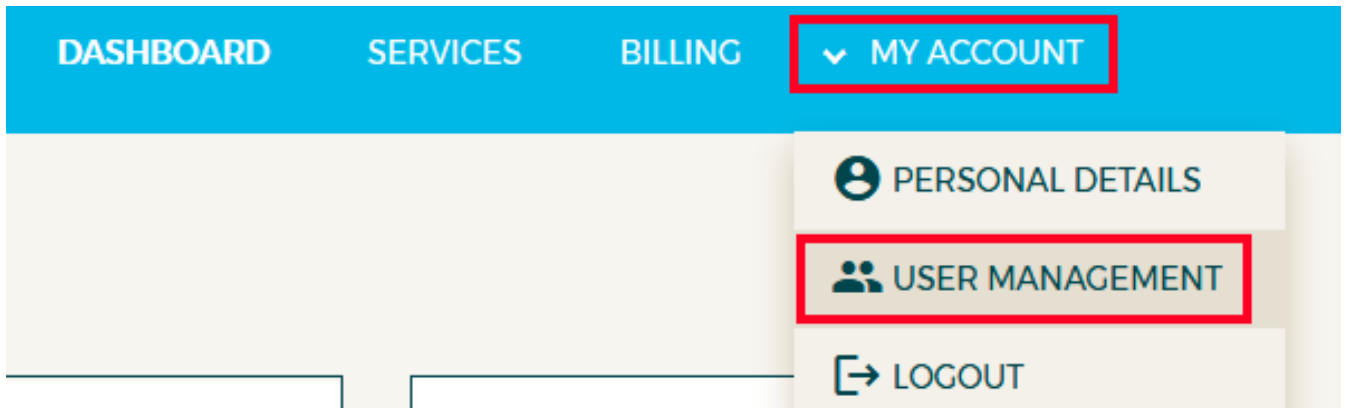 DASHBOARD SERVICES BILLING MY ACCOUNT
PERSONAL DETAILS
USER MANAGEMENT
LOGOUT